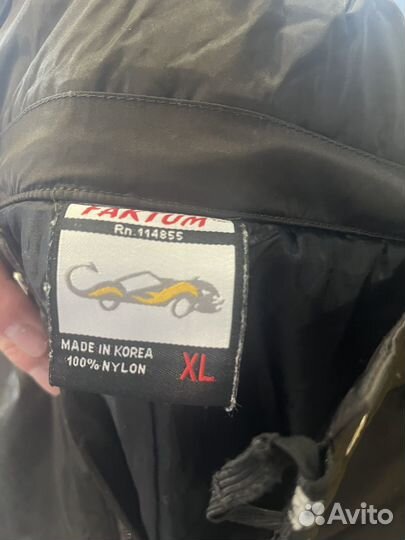 FAKTUM
Rn.114855
MADE IN KOREA
100% NYLON
XL
Avito